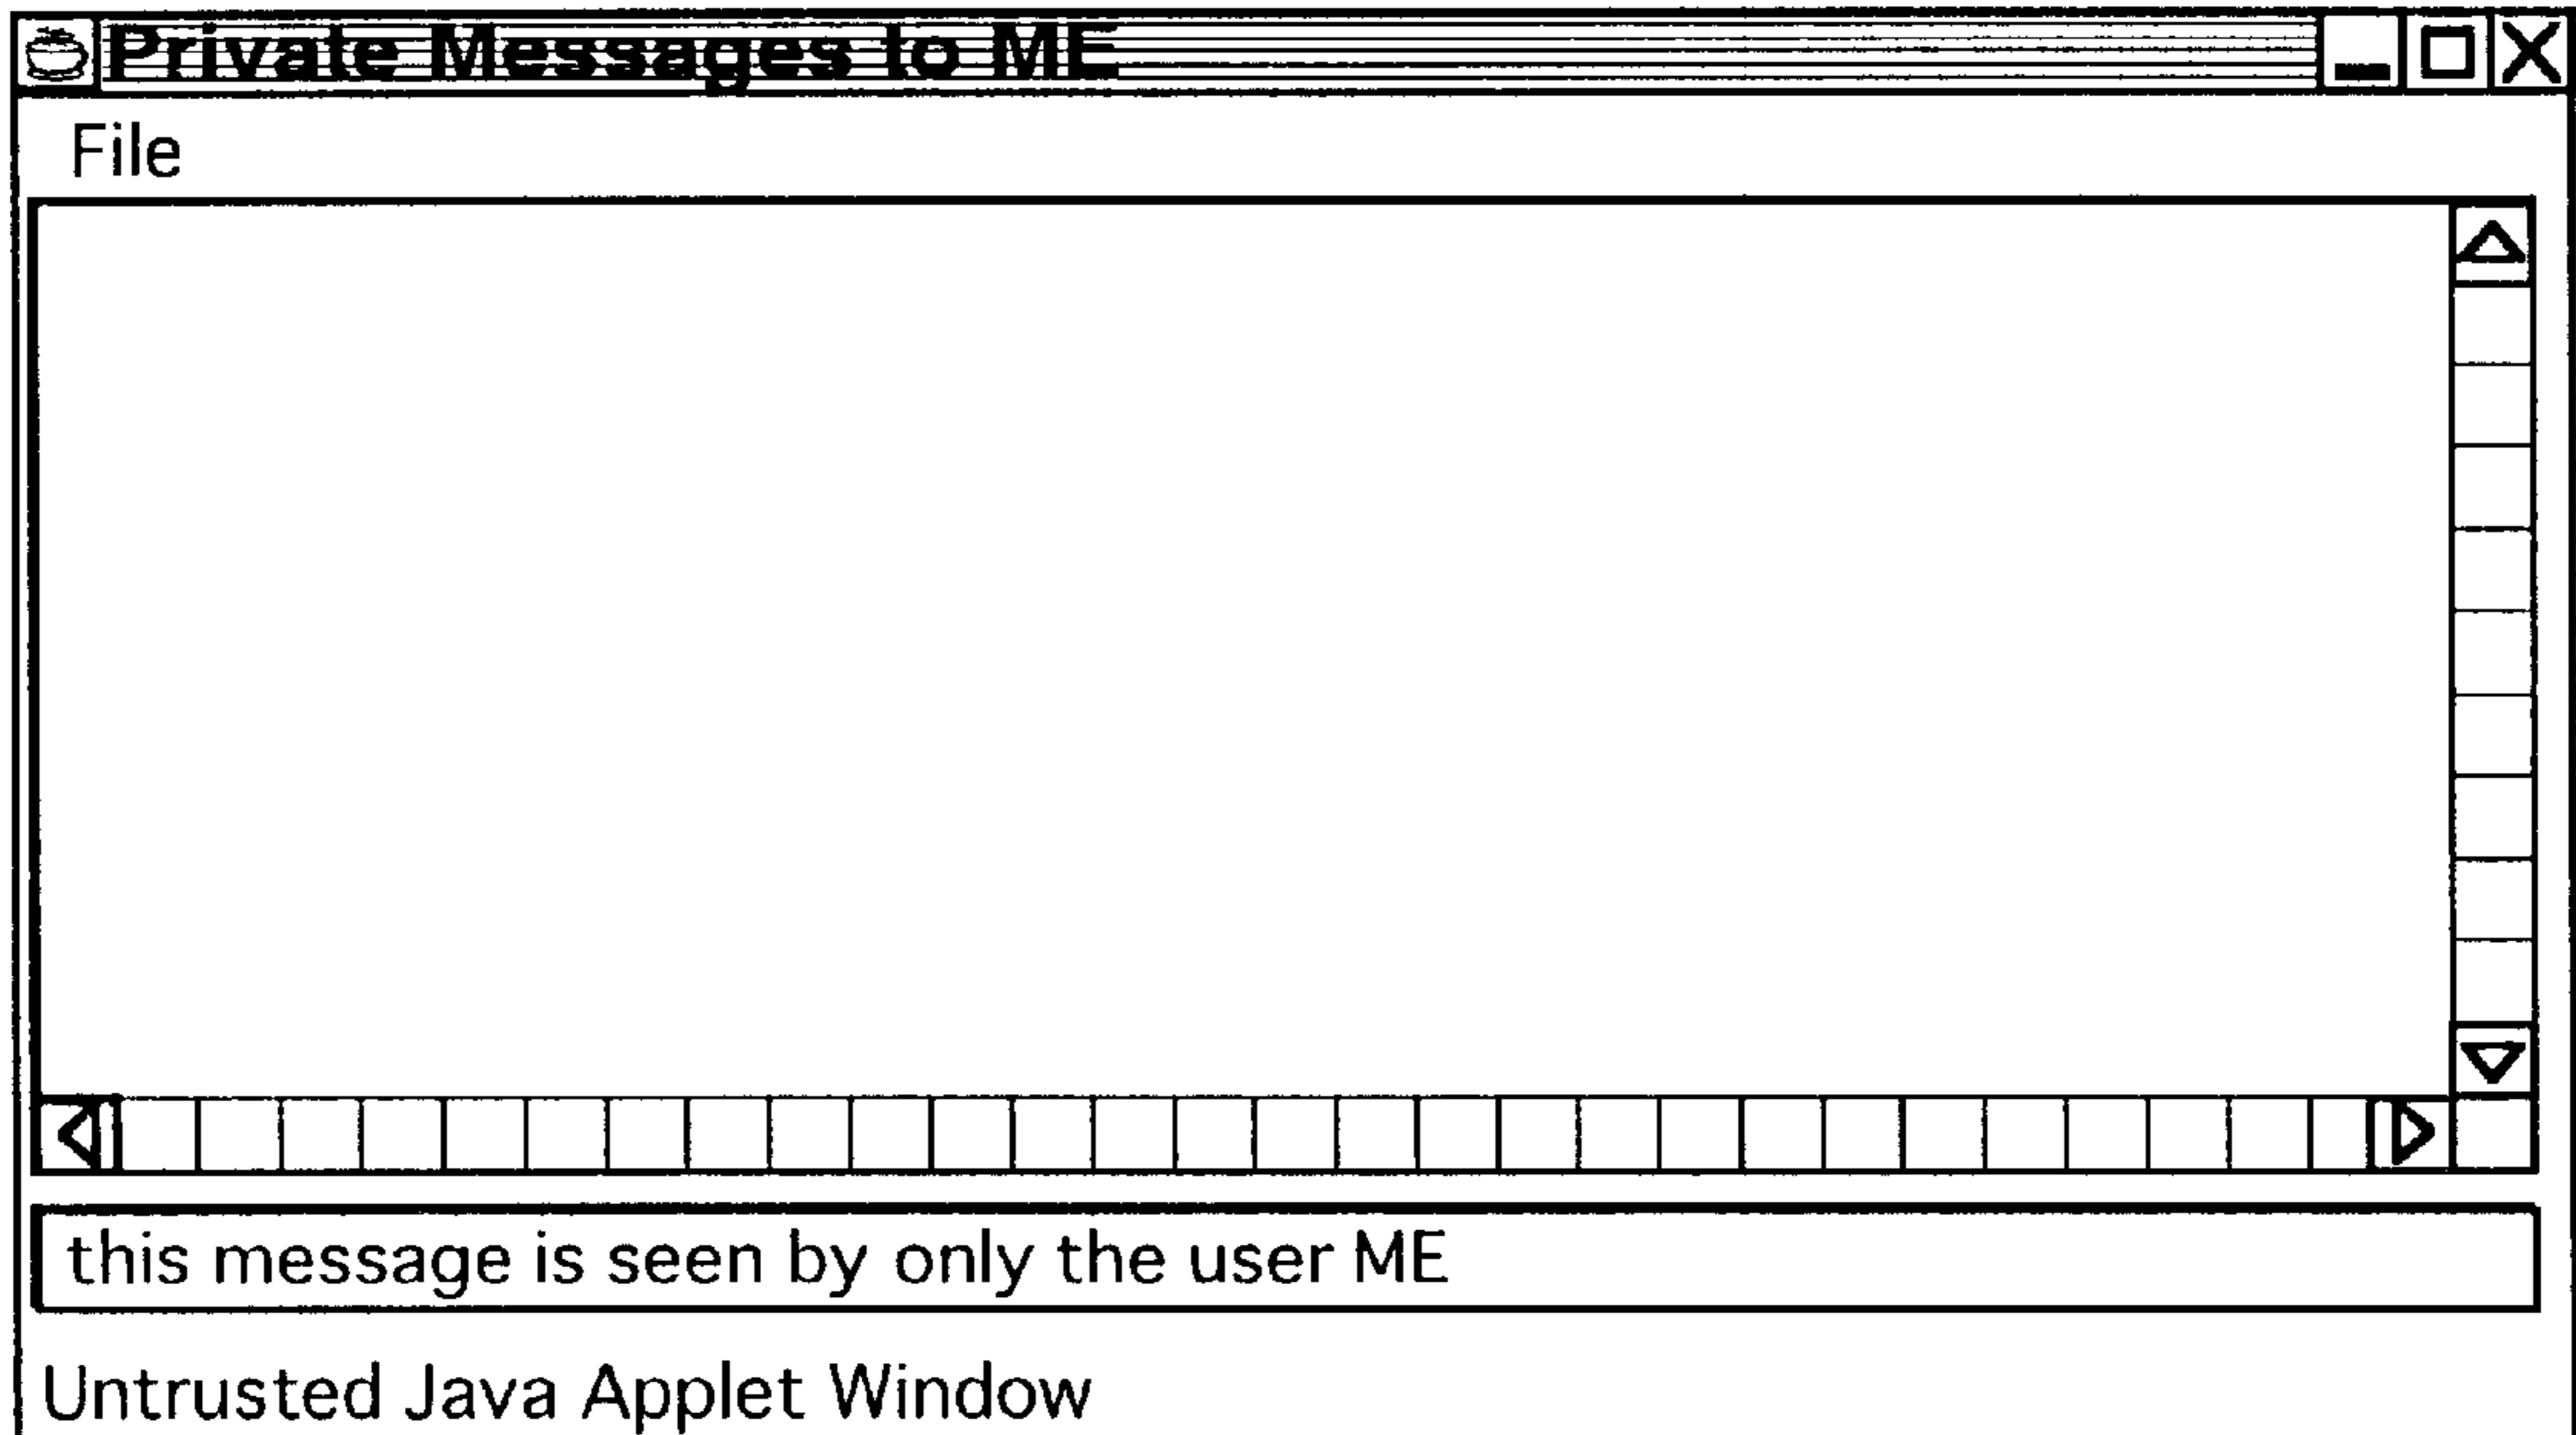 Private Messages to ME
File
this message is seen by only the user ME
Untrusted Java Applet Window